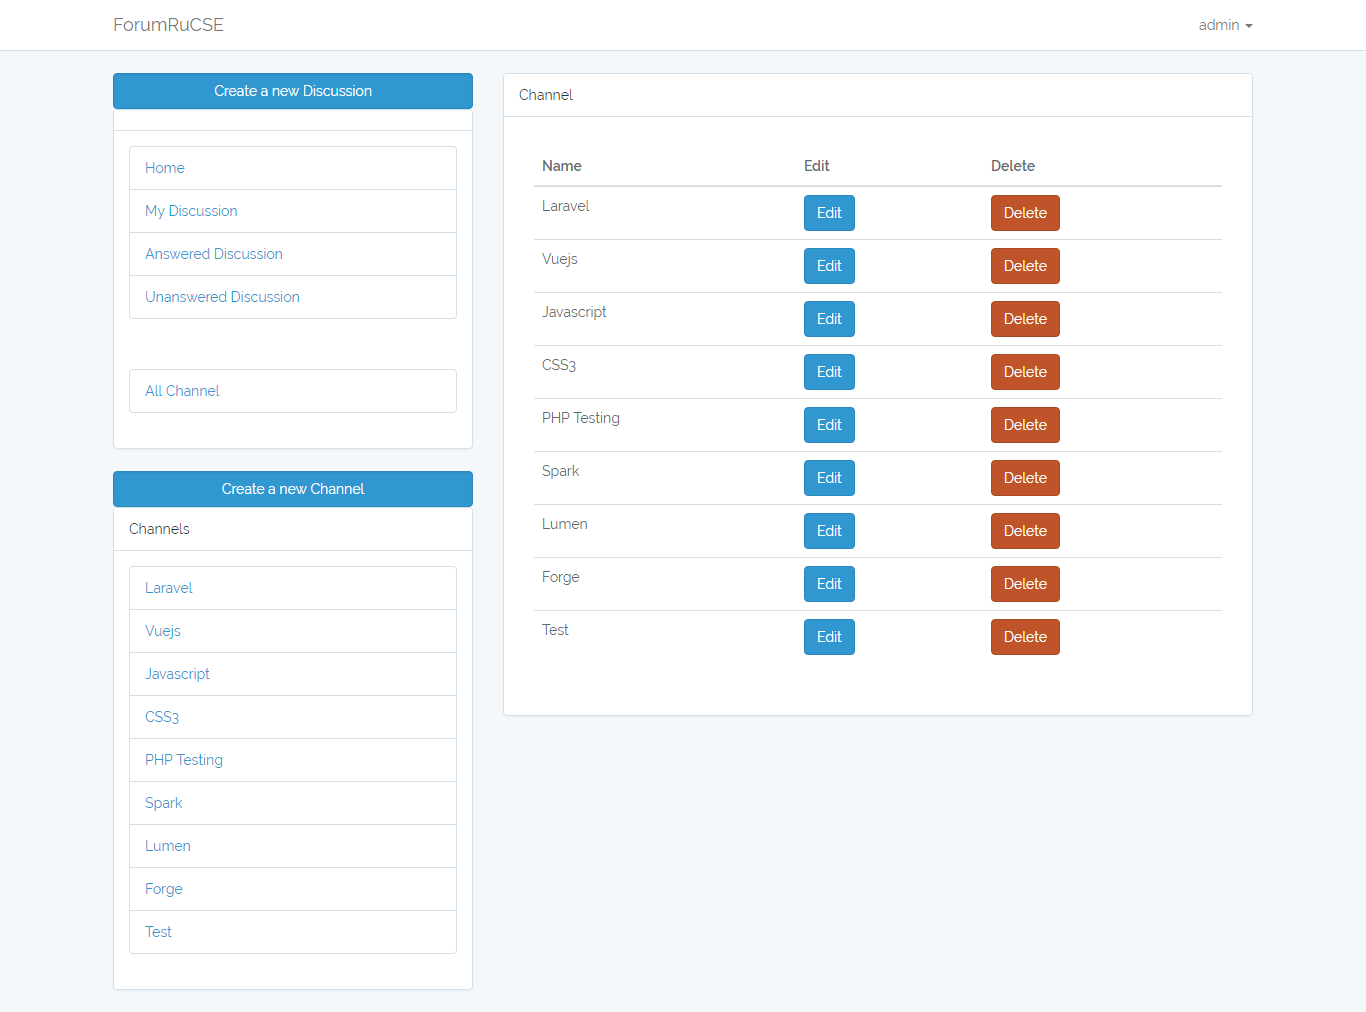 ForumRuCSE
admin
Create a new Discussion
Home
My Discussion
Answered Discussion
Unanswered Discussion
All Channel
Create a new Channel
Channels
Laravel
Vuejs
Javascript
CSS3
PHP Testing
Spark
Lumen
Forge
Test
Channel
Name Edit Delete
Laravel Edit Delete
Vuejs Edit Delete
Javascript Edit Delete
CSS3 Edit Delete
PHP Testing Edit Delete
Spark Edit Delete
Lumen Edit Delete
Forge Edit Delete
Test Edit Delete